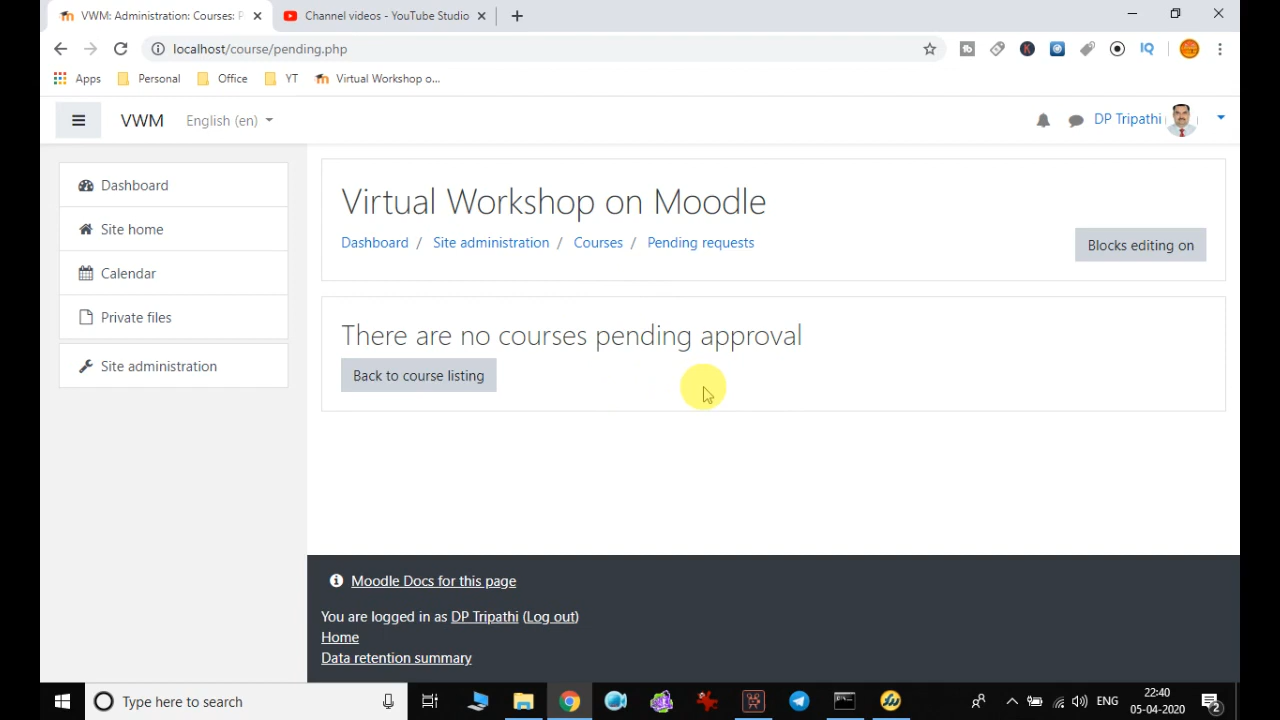 VWM: Administration: Courses: P
Channel videos - YouTube Studio
localhost/course/pending.php
IQ
Apps
Personal
Office
YT
Virtual Workshop o...
VWM
English (en)
DP Tripathi
Dashboard
Site home
Calendar
Private files
Site administration
Virtual Workshop on Moodle
Dashboard / Site administration / Courses / Pending requests
Blocks editing on
There are no courses pending approval
Back to course listing
Moodle Docs for this page
You are logged in as DP Tripathi (Log out)
Home
Data retention summary
Type here to search
ENG
22:40
05-04-2020
2